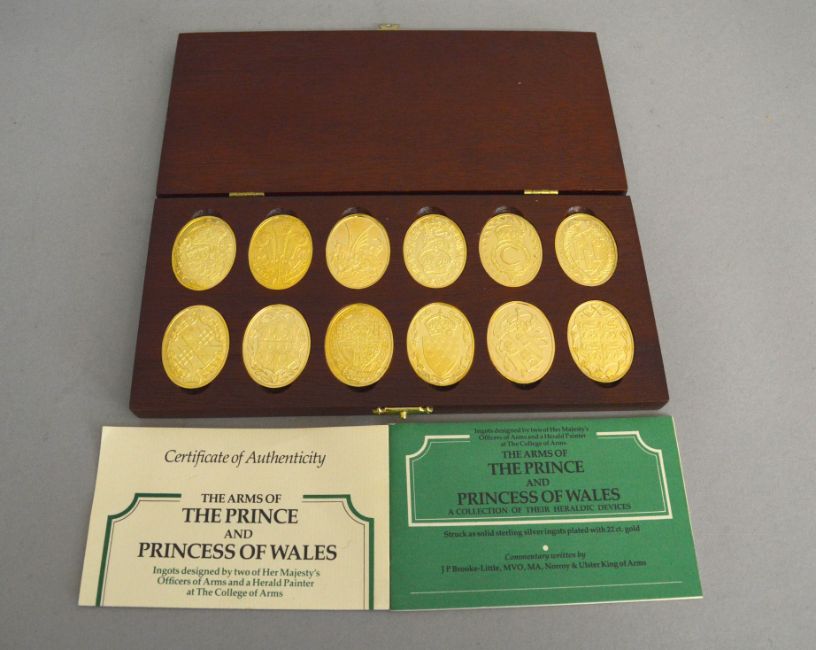 Certificate of Authenticity
THE ARMS OF
THE PRINCE
AND
PRINCESS OF WALES
Ingots designed by two of Her Majesty's
Officers of Arms and a Herald Painter
at The College of Arms
Ingots designed by two of Her Majesty's
Officers of Arms and a Herald Painter
at The College of Arms
THE ARMS OF
THE PRINCE
AND
PRINCESS OF WALES
A COLLECTION OF THEIR HERALDIC DEVICES
Struck as solid sterling silver ingots plated with 22 ct. gold
Commentary written by
J P Brooke-Little, MVO, MA, Norroy & Ulster King of Arms